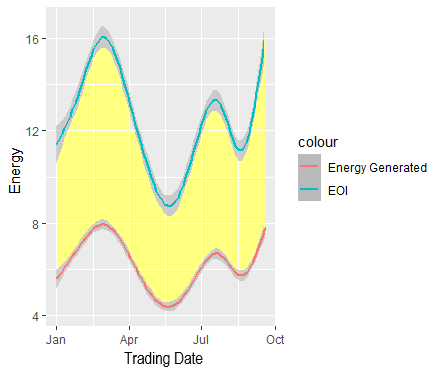 16
12
8
4
Energy
Jan
Apr
Jul
Oct
Trading Date
colour
Energy Generated
EOI